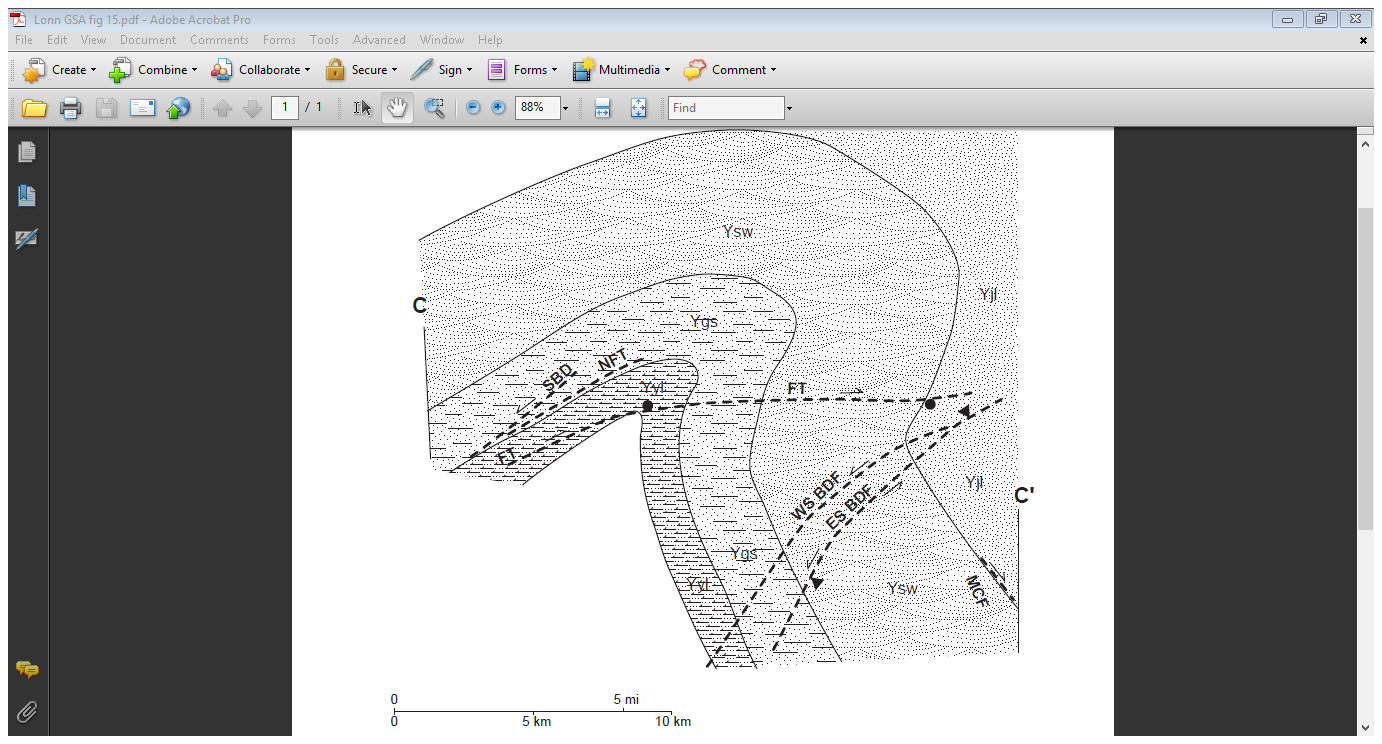 Lonn GSA fig 15.pdf - Adobe Acrobat Pro
File Edit View Document Comments Forms Tools Advanced Window Help
Create Combine Collaborate Secure Sign Forms Multimedia Comment
1 / 1 88% Find
Ysw
C
Yjl
Ygs
SBD
NFT
Yyl
FT
FT
WS BDF
ES BDF
Yjl
C'
Ygs
Yyl
Ysw
MCF
0 5 mi
0 5 km 10 km